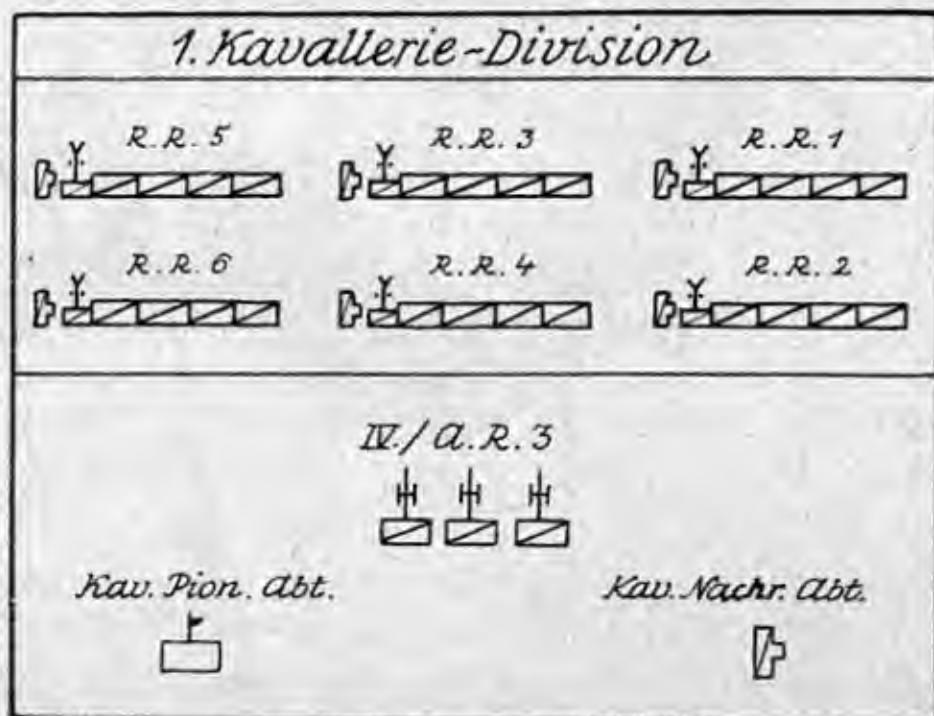 1. Kavallerie-Division
R.R. 5
R.R. 3
R.R. 1
R.R. 6
R.R. 4
R.R. 2
IV./A.R. 3
Kav. Pion. Abt.
Kav. Nachr. Abt.